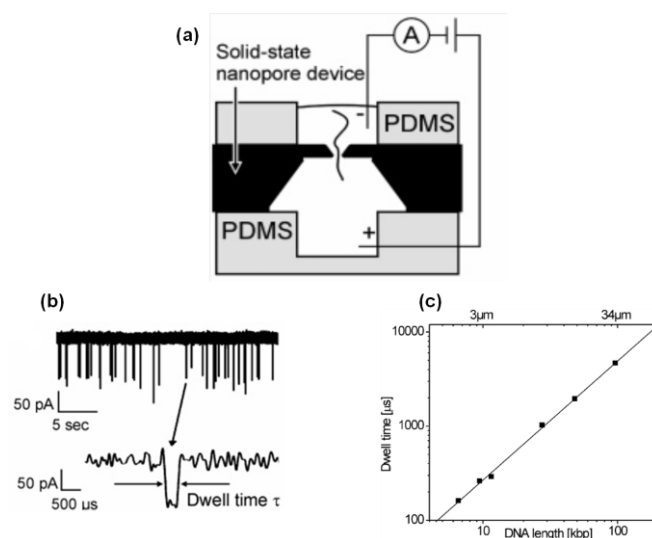 (a)
Solid-state
nanopore device
A
-
PDMS
PDMS
+
(b)
50 pA
5 sec
50 pA
500 µs
Dwell time τ
(c)
3µm 34µm
10000
1000
100
Dwell time [µs]
10 100
DNA length [kbp]